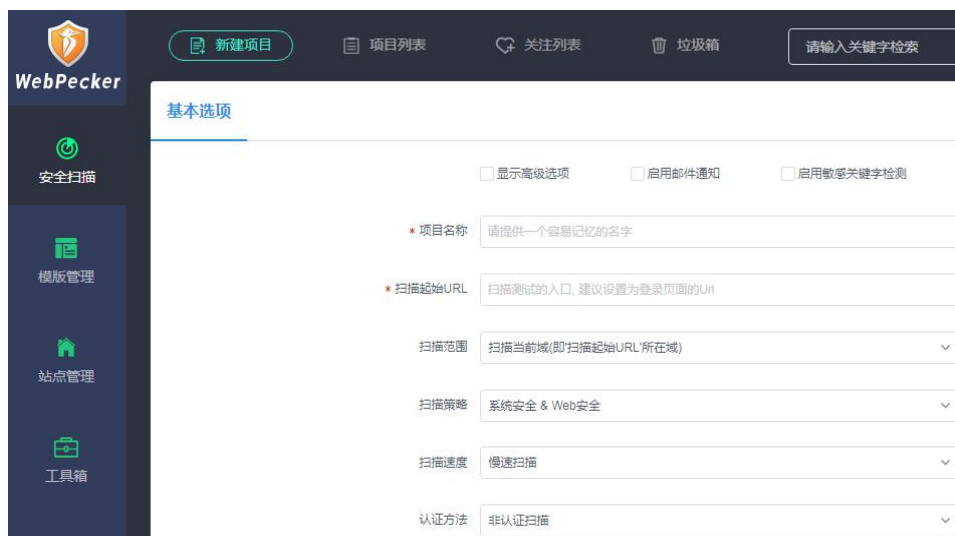 WebPecker
新建项目 项目列表 关注列表 垃圾箱 请输入关键字检索
安全扫描
模版管理
站点管理
工具箱
基本选项
显示高级选项 启用邮件通知 启用敏感关键字检测
* 项目名称 请提供一个容易记忆的名字
* 扫描起始URL 扫描测试的入口, 建议设置为登录页面的Url
扫描范围 扫描当前域(即'扫描起始URL'所在域)
扫描策略 系统安全 & Web安全
扫描速度 慢速扫描
认证方法 非认证扫描